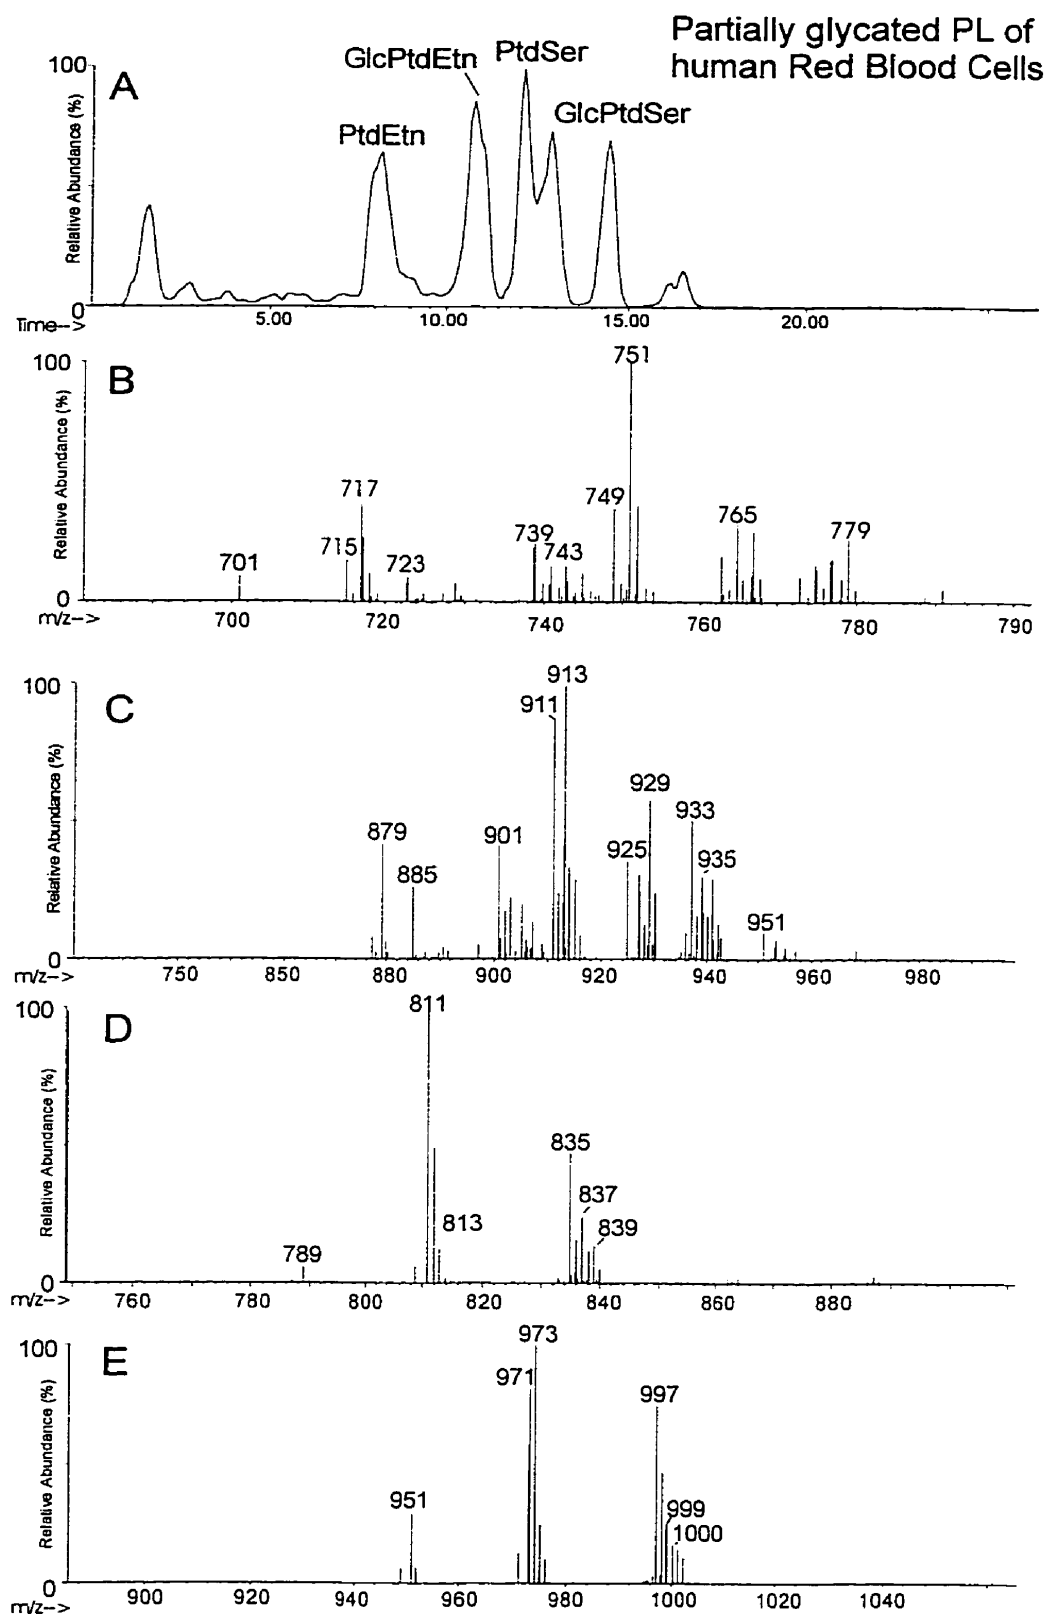 Partially glycated PL of
human Red Blood Cells
A
100
0
Relative Abundance (%)
PtdEtn
GlcPtdEtn
PtdSer
GlcPtdSer
Time-->
5.00 10.00 15.00 20.00
B
100
0
Relative Abundance (%)
701 715 717 723 739 743 749 751 765 779
m/z-->
700 720 740 760 780 790
C
100
0
Relative Abundance (%)
879 885 901 911 913 925 929 933 935 951
m/z-->
750 850 880 900 920 940 960 980
D
100
0
Relative Abundance (%)
789 811 813 835 837 839
m/z-->
760 780 800 820 840 860 880
E
100
0
Relative Abundance (%)
951 971 973 997 999 1000
m/z-->
900 920 940 960 980 1000 1020 1040